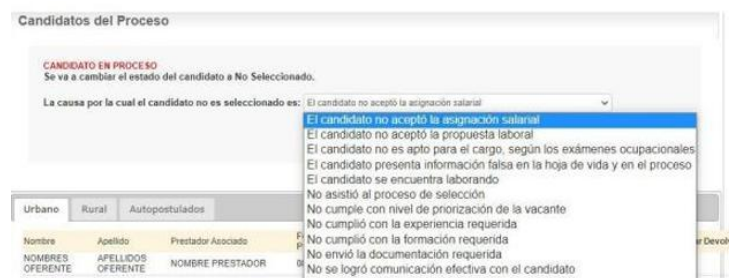 Candidatos del Proceso
CANDIDATO EN PROCESO
Se va a cambiar el estado del candidato a No Seleccionado.
La causa por la cual el candidato no es seleccionado es: El candidato no aceptó la asignación salarial
El candidato no aceptó la asignación salarial
El candidato no aceptó la propuesta laboral
El candidato no es apto para el cargo, según los exámenes ocupacionales
El candidato presenta información falsa en la hoja de vida y en el proceso
El candidato se encuentra laborando
No asistió al proceso de selección
No cumple con nivel de priorización de la vacante
No cumplió con la experiencia requerida
No cumplió con la formación requerida
No envió la documentación requerida
No se logró comunicación efectiva con el candidato
Urbano Rural Autopostulados
Nombre Apellido Prestador Asociado
NOMBRES OFERENTE APELLIDOS OFERENTE NOMBRE PRESTADOR